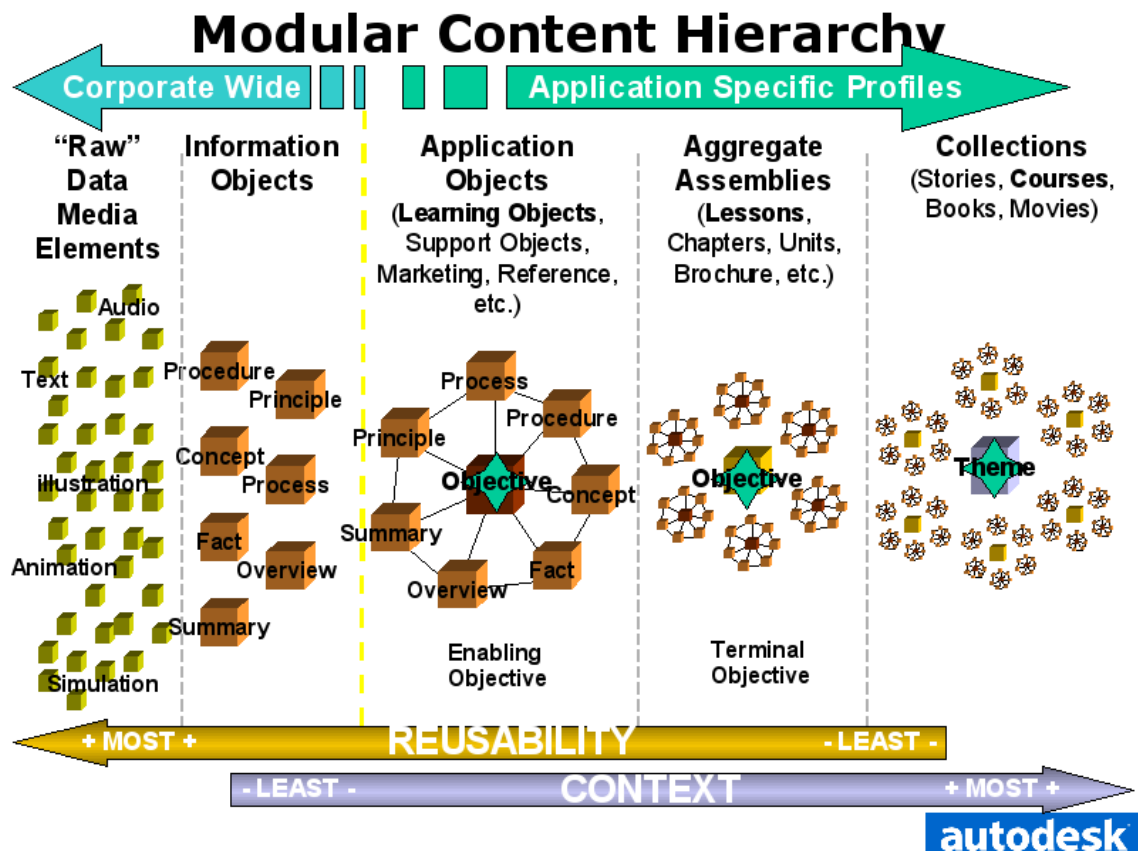 Modular Content Hierarchy
Corporate Wide
Application Specific Profiles
“Raw”
Data
Media
Elements
Information
Objects
Application
Objects
(Learning Objects,
Support Objects,
Marketing, Reference,
etc.)
Aggregate
Assemblies
(Lessons,
Chapters, Units,
Brochure, etc.)
Collections
(Stories, Courses,
Books, Movies)
Audio
Text
illustration
Animation
Simulation
Procedure
Principle
Concept
Process
Fact
Overview
Summary
Process
Procedure
Principle
Objective
Concept
Summary
Fact
Overview
Enabling
Objective
Objective
Terminal
Objective
Theme
+ MOST +
REUSABILITY
- LEAST -
- LEAST -
CONTEXT
+ MOST +
autodesk